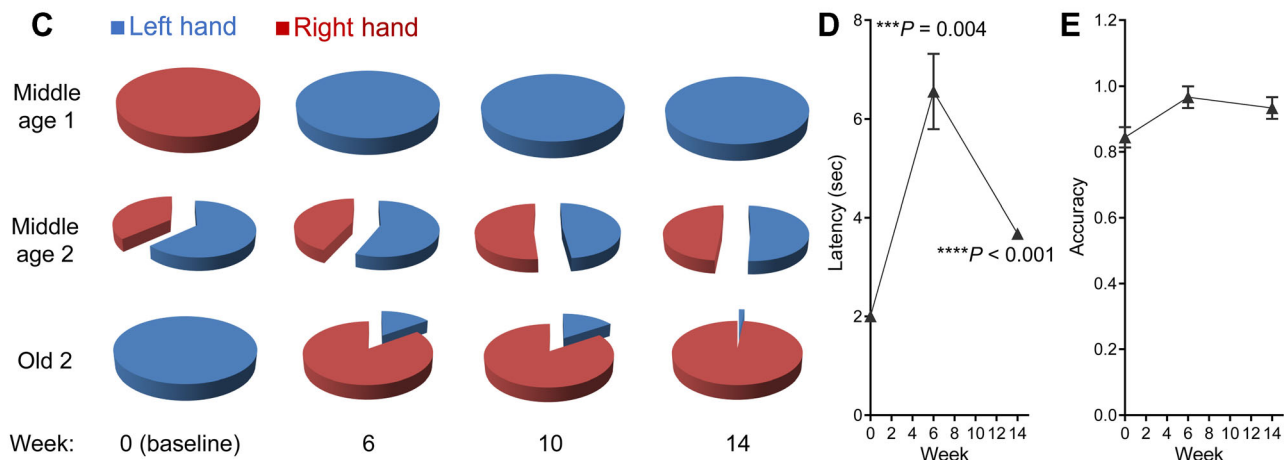 C
Left hand
Right hand
Middle
age 1
Middle
age 2
Old 2
Week:
0 (baseline)
6
10
14
D
***P = 0.004
****P < 0.001
Latency (sec)
8
6
4
2
0
0 2 4 6 8 10 12 14
Week
E
Accuracy
1.2
1.0
0.8
0.6
0.4
0.2
0.0
0 2 4 6 8 10 12 14
Week